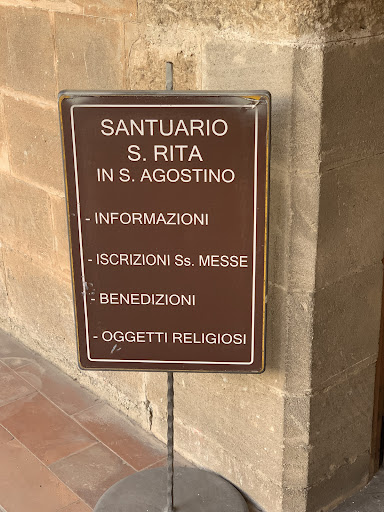 SANTUARIO
S. RITA
IN S. AGOSTINO
- INFORMAZIONI
- ISCRIZIONI Ss. MESSE
- BENEDIZIONI
- OGGETTI RELIGIOSI